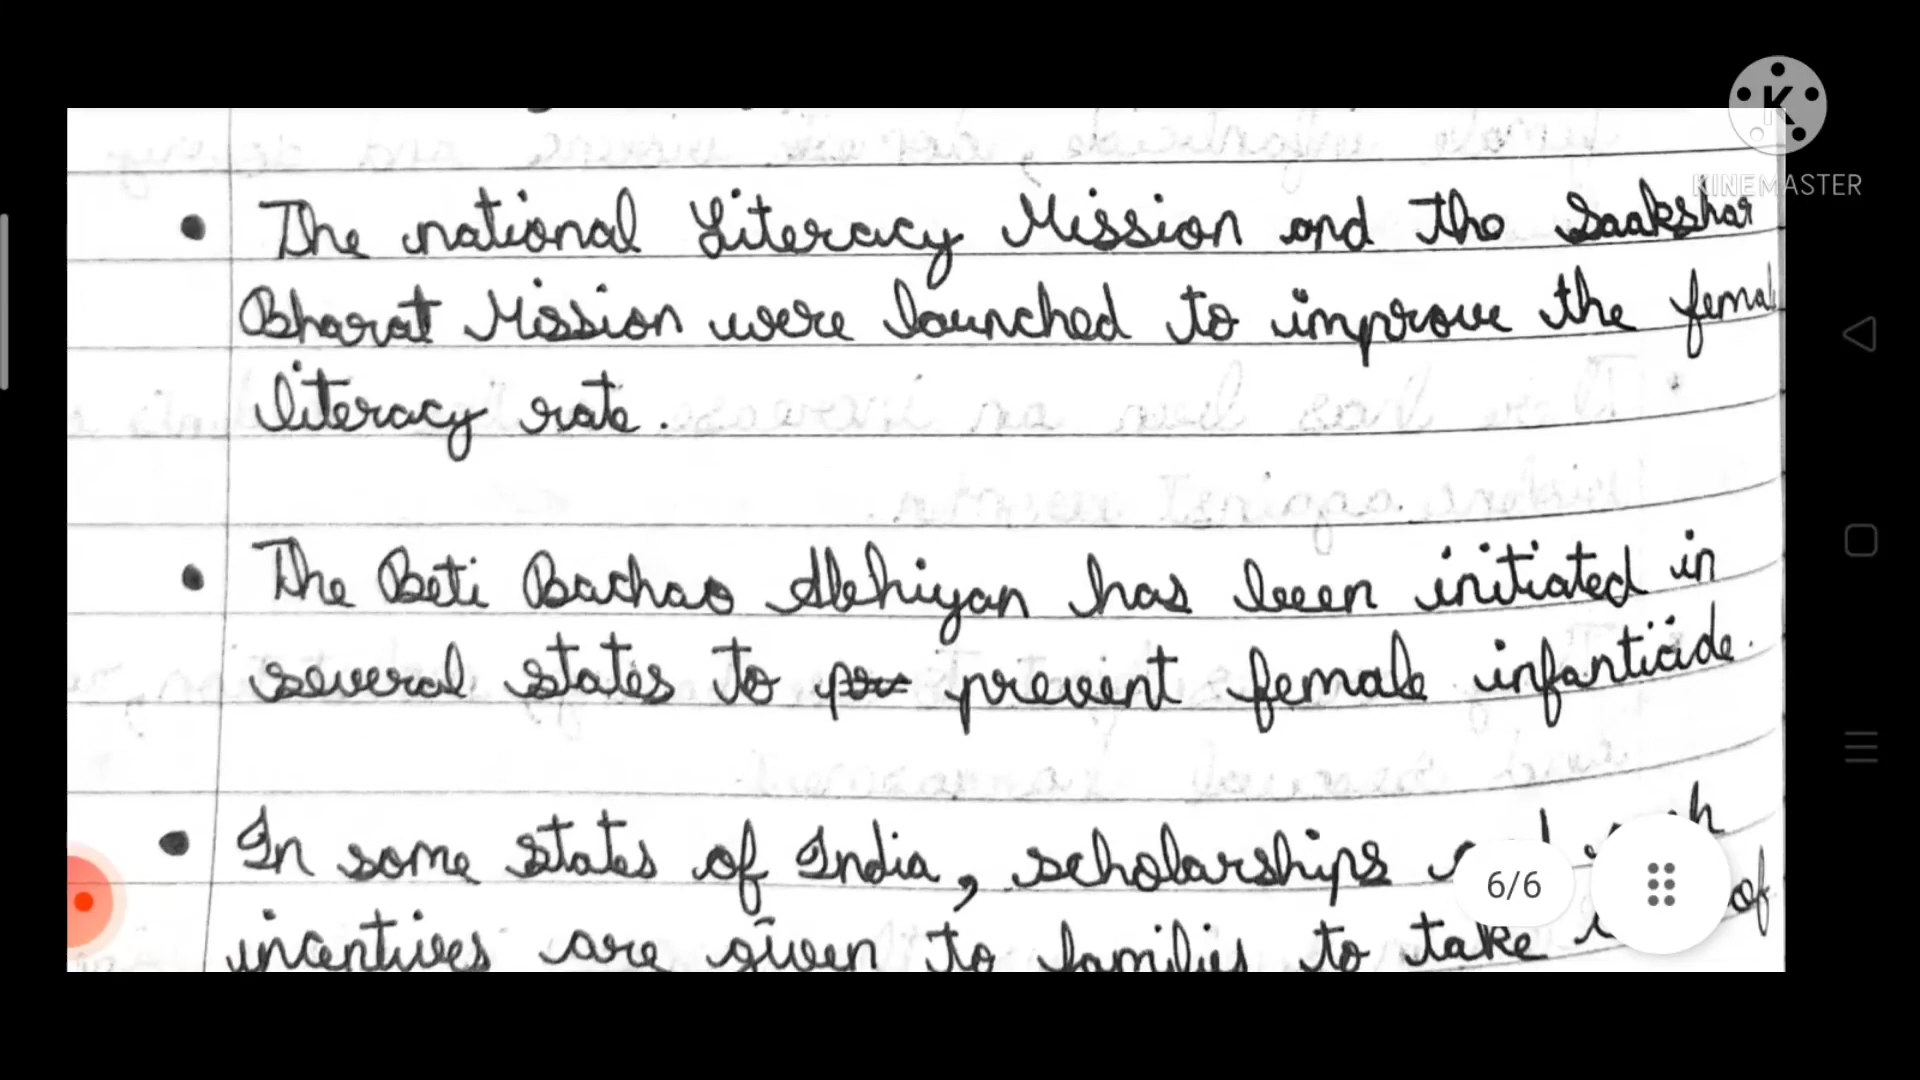 KINEMASTER
• The national Literacy Mission and the Saakshar
Bharat Mission were launched to improve the femal
literacy rate.
• The Beti Bachao Abhiyan has been initiated in
several states to prevent female infanticide.
• In some states of India, scholarships
incentives are given to families to take of
6/6